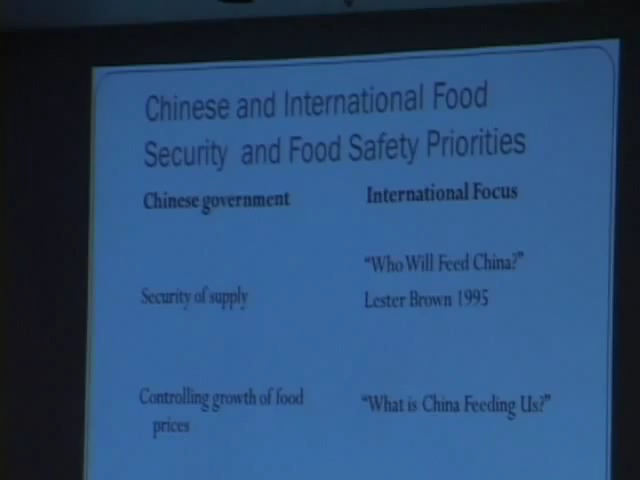 Chinese and International Food
Security and Food Safety Priorities
Chinese government
International Focus
"Who Will Feed China?"
Security of supply
Lester Brown 1995
Controlling growth of food
prices
"What is China Feeding Us?"